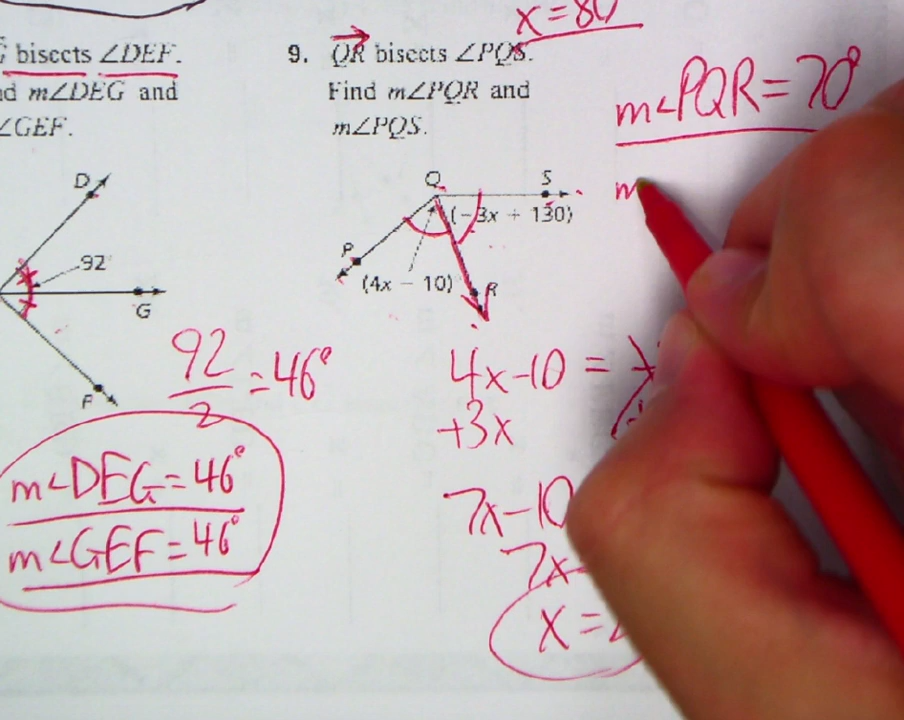 x=80
bisects ∠DEF.
d m∠DEG and
∠GEF.
D
92
G
F
92
2
=46°
m∠DEG=46°
m∠GEF=46°
9. QR bisects ∠PQS.
Find m∠PQR and
m∠PQS.
Q
S
(-3x + 130)
P
(4x - 10)
R
4x-10 =
+3x
7x-10
7x-
x=
m∠PQR=70°
m